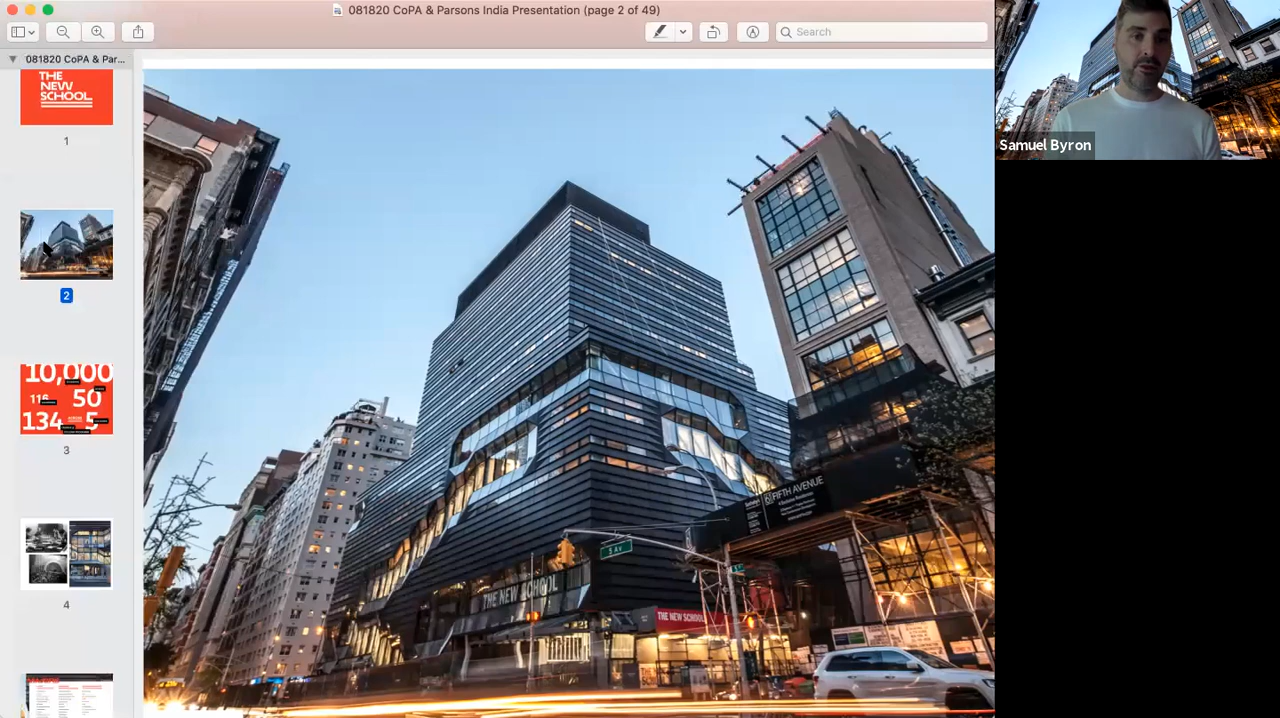 081820 CoPA & Parsons India Presentation (page 2 of 49)
Search
081820 CoPA & Par...
THE
NEW
SCHOOL
1
2
10,000
116
50
134
5
3
4
FIFTH AVENUE
5 Av
THE NEW SCHOOL
THE NEW SCHOOL
Samuel Byron